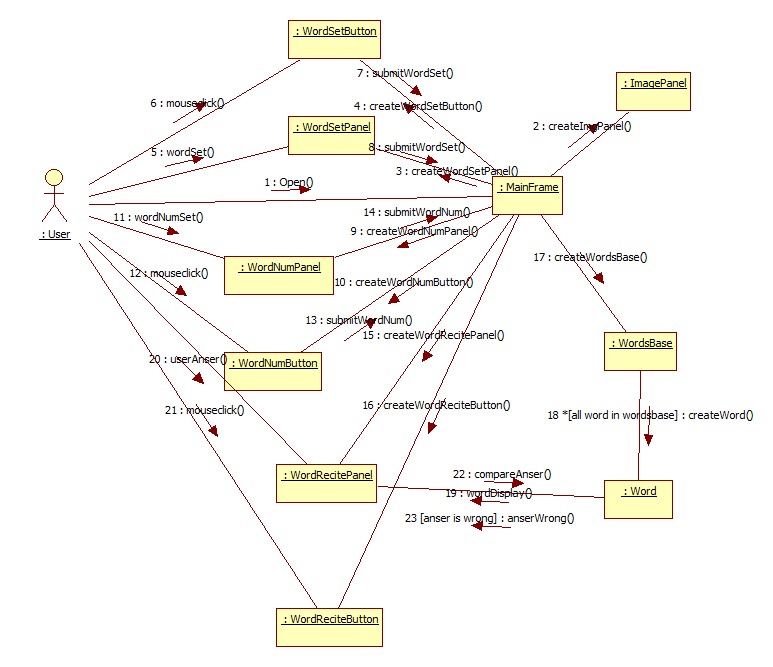 : WordSetButton
7 : submitWordSet()
: ImagePanel
6 : mouseclick()
4 : createWordSetButton()
: WordSetPanel
2 : createImgPanel()
5 : wordSet()
8 : submitWordSet()
3 : createWordSetPanel()
1 : Open()
: MainFrame
11 : wordNumSet()
14 : submitWordNum()
: User
9 : createWordNumPanel()
17 : createWordsBase()
: WordNumPanel
12 : mouseclick()
10 : createWordNumButton()
13 : submitWordNum()
15 : createWordRecitePanel()
: WordsBase
20 : userAnser()
: WordNumButton
21 : mouseclick()
16 : createWordReciteButton()
18 *[all word in wordsbase] : createWord()
: WordRecitePanel
22 : compareAnser()
19 : wordDisplay()
: Word
23 [anser is wrong] : anserWrong()
: WordReciteButton